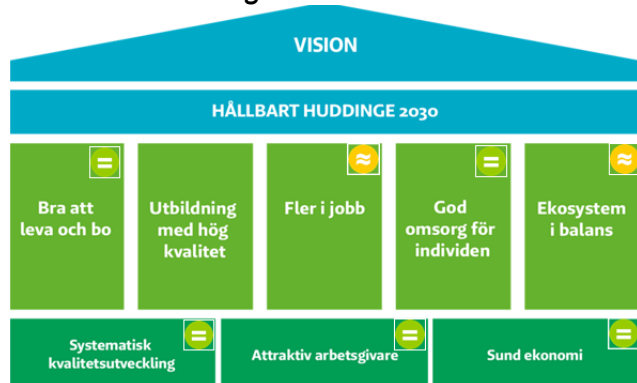 VISION
HÅLLBART HUDDINGE 2030
=
Bra att
leva och bo
Utbildning
med hög
kvalitet
≈
Fler i jobb
=
God
omsorg för
individen
≈
Ekosystem
i balans
=
Systematisk
kvalitetsutveckling
=
Attraktiv arbetsgivare
=
Sund ekonomi